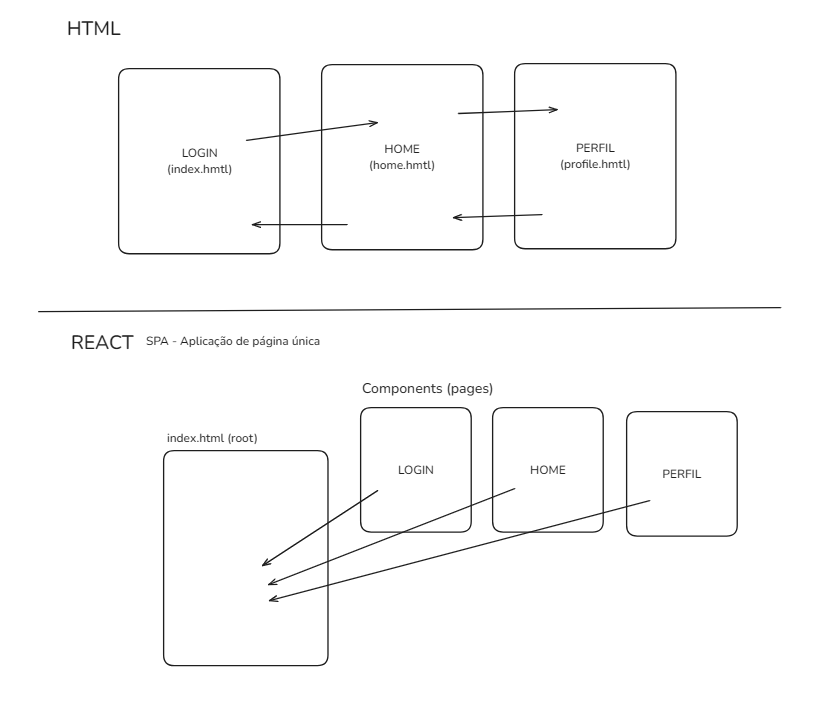 HTML
LOGIN
(index.hmtl)
HOME
(home.hmtl)
PERFIL
(profile.hmtl)
REACT SPA - Aplicação de página única
Components (pages)
index.html (root)
LOGIN
HOME
PERFIL